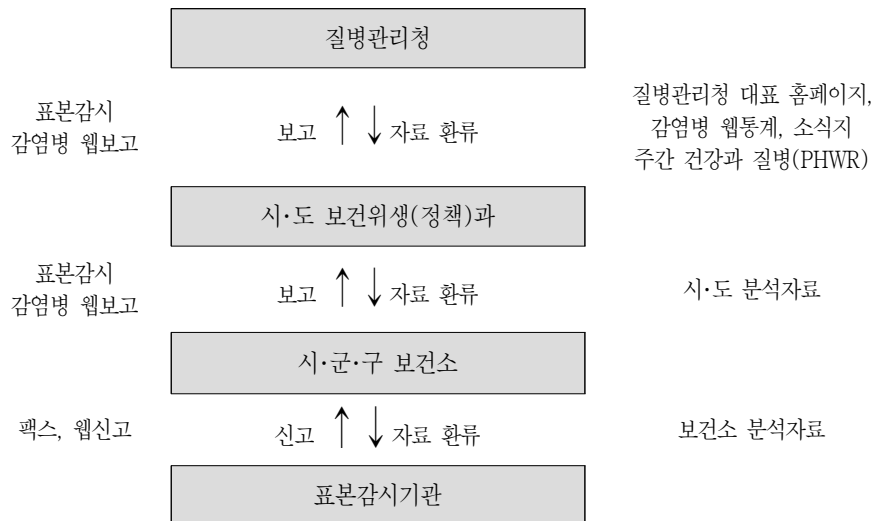 질병관리청
표본감시
감염병 웹보고
보고
자료 환류
질병관리청 대표 홈페이지,
감염병 웹통계, 소식지
주간 건강과 질병(PHWR)
시·도 보건위생(정책)과
표본감시
감염병 웹보고
보고
자료 환류
시·도 분석자료
시·군·구 보건소
팩스, 웹신고
신고
자료 환류
보건소 분석자료
표본감시기관